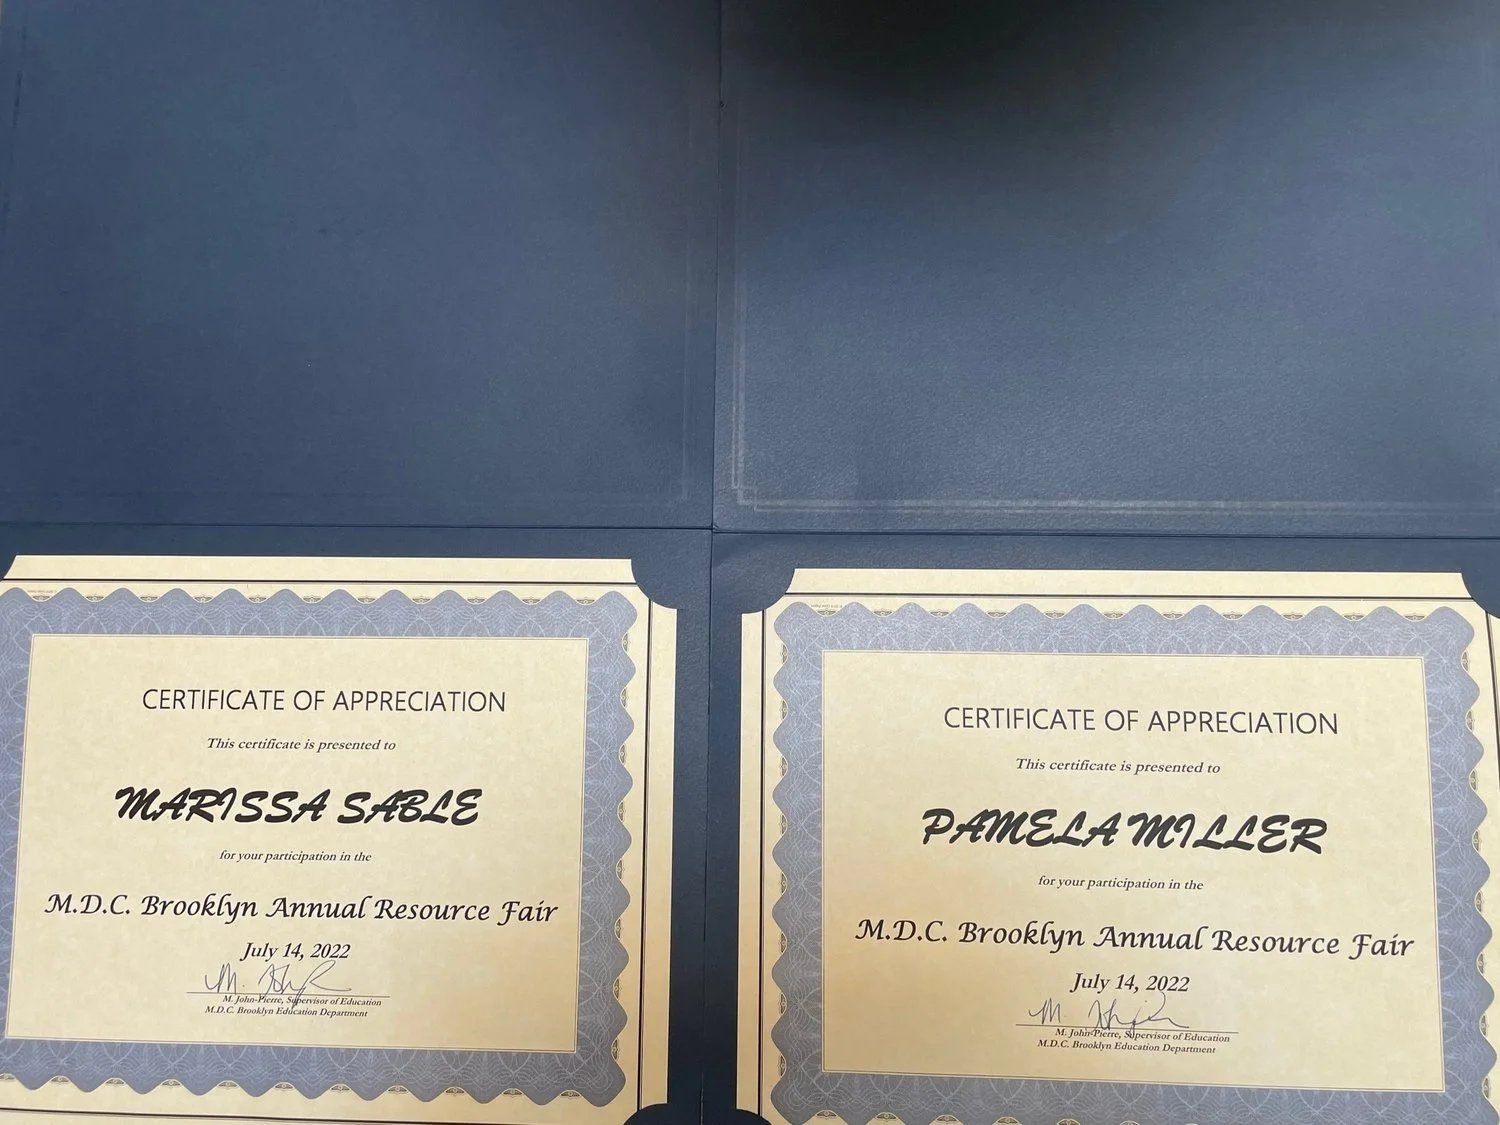 CERTIFICATE OF APPRECIATION
This certificate is presented to
MARISSA SABLE
for your participation in the
M.D.C. Brooklyn Annual Resource Fair
July 14, 2022
M. John-Pierre, Supervisor of Education
M.D.C. Brooklyn Education Department
CERTIFICATE OF APPRECIATION
This certificate is presented to
PAMELA MILLER
for your participation in the
M.D.C. Brooklyn Annual Resource Fair
July 14, 2022
M. John-Pierre, Supervisor of Education
M.D.C. Brooklyn Education Department